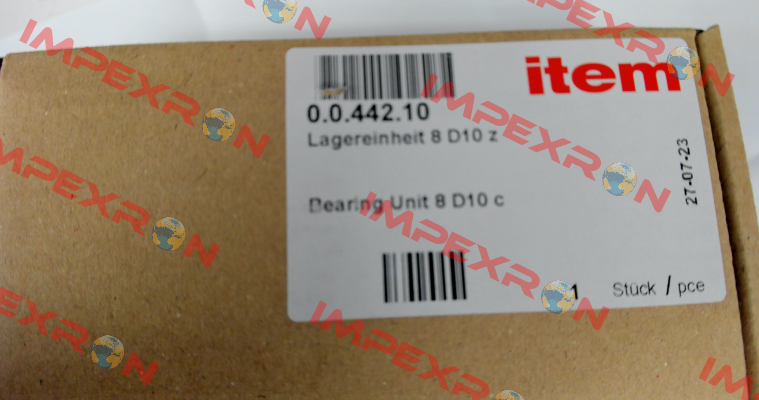 item
0.0.442.10
Lagereinheit 8 D10 z
Bearing Unit 8 D10 c
27-07-23
1 Stück / pce
IMPEXRON
IMPEXRON
IMPEXRON
IMPEXRON
IMPEXRON
IMPEXRON